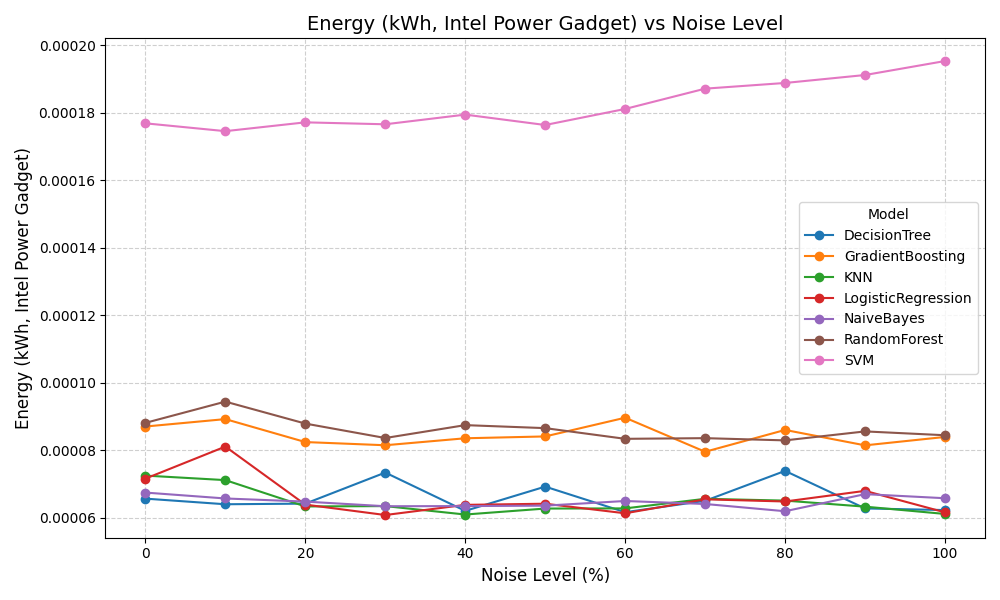 Energy (kWh, Intel Power Gadget) vs Noise Level
Energy (kWh, Intel Power Gadget)
0.00020
0.00018
0.00016
0.00014
0.00012
0.00010
0.00008
0.00006
Model
DecisionTree
GradientBoosting
KNN
LogisticRegression
NaiveBayes
RandomForest
SVM
0 20 40 60 80 100
Noise Level (%)